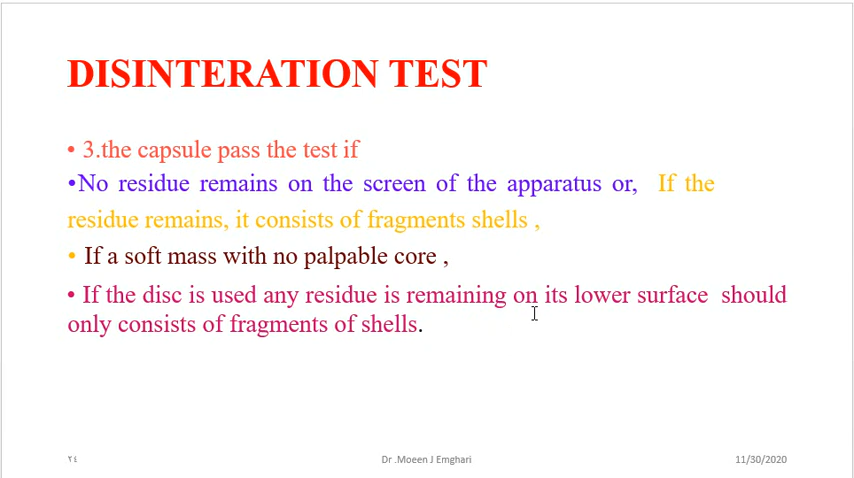 DISINTERATION TEST
• 3.the capsule pass the test if
•No residue remains on the screen of the apparatus or, If the
residue remains, it consists of fragments shells ,
• If a soft mass with no palpable core ,
• If the disc is used any residue is remaining on its lower surface should
only consists of fragments of shells.
٢٤ Dr .Moeen J Emghari 11/30/2020